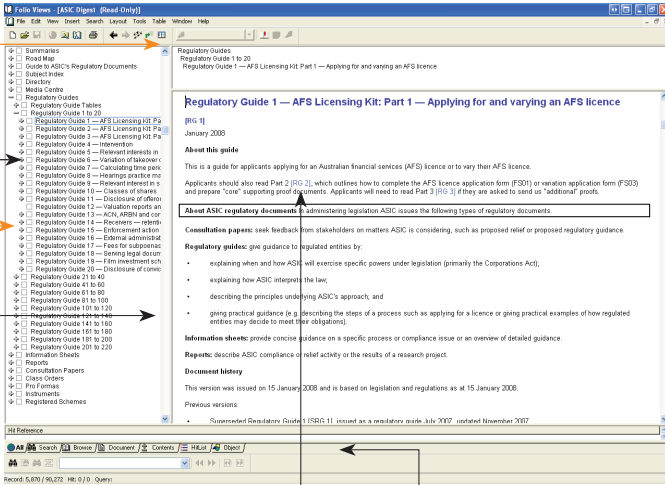 Folio Views - [ASIC Digest (Read-Only)]
File Edit View Insert Search Layout Tools Table Window Help
Summaries
Road Map
Guide to ASIC's Regulatory Documents
Subject Index
Directory
Media Centre
Regulatory Guides
Regulatory Guide Tables
Regulatory Guide 1 to 20
Regulatory Guide 1 — AFS Licensing Kit: Pa
Regulatory Guide 2 — AFS Licensing Kit: Pa
Regulatory Guide 3 — AFS Licensing Kit: Pa
Regulatory Guide 4 — Intervention
Regulatory Guide 5 — Relevant interests in
Regulatory Guide 6 — Variation of takeover c
Regulatory Guide 7 — Calculating time peric
Regulatory Guide 8 — Hearings practice ma
Regulatory Guide 9 — Relevant interest in s
Regulatory Guide 10 — Classes of shares
Regulatory Guide 11 — Disclosure of offeror
Regulatory Guide 12 — Valuation reports an
Regulatory Guide 13 — ACN, ARBN and cor
Regulatory Guide 14 — Receivers — retentic
Regulatory Guide 15 — Enforcement action
Regulatory Guide 16 — External administrat
Regulatory Guide 17 — Fees for subpoenas
Regulatory Guide 18 — Serving legal docum
Regulatory Guide 19 — Film investment sch
Regulatory Guide 20 — Disclosure of convic
Regulatory Guide 21 to 40
Regulatory Guide 41 to 60
Regulatory Guide 61 to 80
Regulatory Guide 81 to 100
Regulatory Guide 101 to 120
Regulatory Guide 121 to 140
Regulatory Guide 141 to 160
Regulatory Guide 161 to 180
Regulatory Guide 181 to 200
Regulatory Guide 201 to 220
Information Sheets
Reports
Consultation Papers
Class Orders
Pro Formas
Instruments
Registered Schemes
Regulatory Guides
Regulatory Guide 1 to 20
Regulatory Guide 1 — AFS Licensing Kit: Part 1 — Applying for and varying an AFS licence
Regulatory Guide 1 — AFS Licensing Kit: Part 1 — Applying for and varying an AFS licence
[RG 1]
January 2008
About this guide
This is a guide for applicants applying for an Australian financial services (AFS) licence or to vary their AFS licence.
Applicants should also read Part 2 [RG 2], which outlines how to complete the AFS licence application form (FS01) or variation application form (FS03)
and prepare "core" supporting proof documents. Applicants will need to read Part 3 [RG 3] if they are asked to send us "additional" proofs.
About ASIC regulatory documents In administering legislation ASIC issues the following types of regulatory documents.
Consultation papers: seek feedback from stakeholders on matters ASIC is considering, such as proposed relief or proposed regulatory guidance.
Regulatory guides: give guidance to regulated entities by:
• explaining when and how ASIC will exercise specific powers under legislation (primarily the Corporations Act);
• explaining how ASIC interprets the law;
• describing the principles underlying ASIC's approach; and
• giving practical guidance (e.g. describing the steps of a process such as applying for a licence or giving practical examples of how regulated
entities may decide to meet their obligations).
Information sheets: provide concise guidance on a specific process or compliance issue or an overview of detailed guidance.
Reports: describe ASIC compliance or relief activity or the results of a research project.
Document history
This version was issued on 15 January 2008 and is based on legislation and regulations as at 15 January 2008.
Previous versions:
• Superseded Regulatory Guide 1 [SRG 1], issued as a regulatory guide July 2007, updated November 2007
Hit Reference
All Search Browse Document Contents HitList Object
Record: 5,870 / 90,272 Hit: 0 / 0 Query: